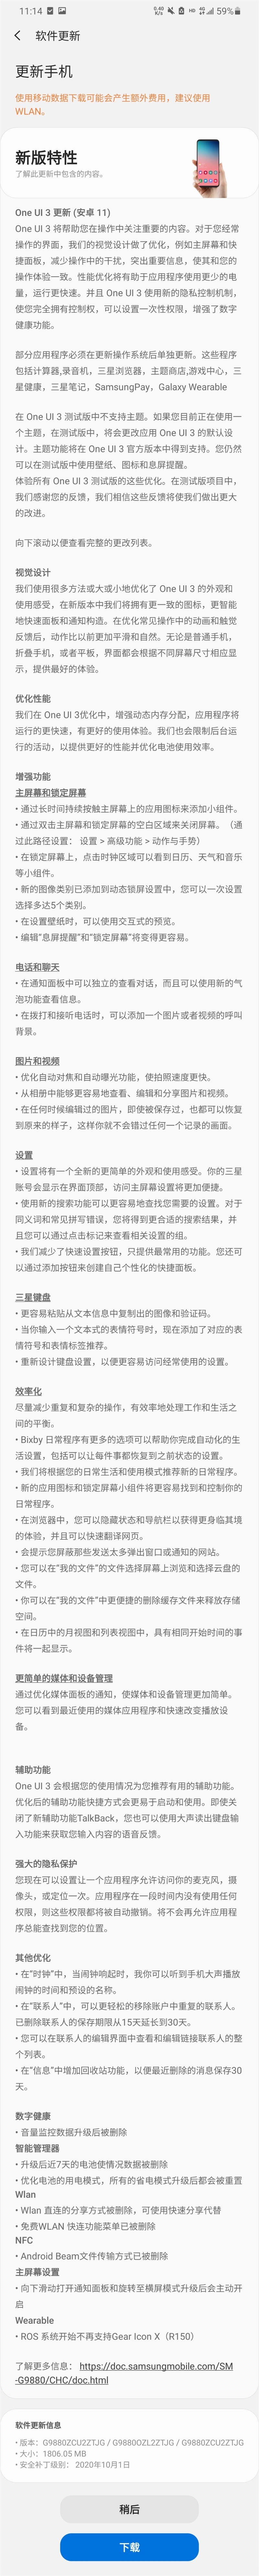 11:14
0.40 K/s HD 4G 59%
软件更新
更新手机
使用移动数据下载可能会产生额外费用，建议使用
WLAN。
新版特性
了解此更新中包含的内容。
One UI 3 更新 (安卓 11)
One UI 3 将帮助您在操作中关注重要的内容。对于您经
常操作的界面，我们的视觉设计做了优化，例如主屏幕和快
捷面板，减少操作中的干扰，突出重要信息，使其和您的
操作体验一致。性能优化将有助于应用程序使用更少的电
量，运行更快速。并且 One UI 3 使用新的隐私控制机制，
使您完全拥有控制权，可以设置一次性权限，增强了数字
健康功能。
部分应用程序必须在更新操作系统后单独更新。这些程序
包括计算器,录音机，三星浏览器，主题商店,游戏中心，三
星健康，三星笔记，SamsungPay，Galaxy Wearable
在 One UI 3 测试版中不支持主题。如果您目前正在使用一
个主题，在测试版中，将会更改应用 One UI 3 的默认设
计。主题功能将在 One UI 3 官方版本中得到支持。您仍然
可以在测试版中使用壁纸、图标和息屏提醒。
体验所有 One UI 3 测试版的这些优化。在测试版项目中，
我们感谢您的反馈，我们相信这些反馈将使我们做出更大
的改进。
向下滚动以便查看完整的更改列表。
视觉设计
我们使用很多方法或大或小地优化了 One UI 3 的外观和
使用感受，在新版本中我们将拥有更一致的图标，更智能
地快速面板和通知构造。在优化常见操作中的动画和触觉
反馈后，动作比以前更加平滑和自然。无论是普通手机，
折叠手机，或者平板，界面都会根据不同屏幕尺寸相应显
示，提供最好的体验。
优化性能
我们在 One UI 3优化中，增强动态内存分配，应用程序将
运行的更快速，有更好的使用体验。我们也会限制后台运
行的活动，以提供更好的性能并优化电池使用效率。
增强功能
主屏幕和锁定屏幕
• 通过长时间持续按触主屏幕上的应用图标来添加小组件。
• 通过双击主屏幕和锁定屏幕的空白区域来关闭屏幕。（通
过此路径设置： 设置 > 高级功能 > 动作与手势）
• 在锁定屏幕上，点击时钟区域可以看到日历、天气和音乐
等小组件。
• 新的图像类别已添加到动态锁屏设置中，您可以一次设置
选择多达5个类别。
• 在设置壁纸时，可以使用交互式的预览。
• 编辑“息屏提醒”和“锁定屏幕”将变得更容易。
电话和聊天
• 在通知面板中可以独立的查看对话，而且可以使用新的气
泡功能查看信息。
• 在拨打和接听电话时，可以添加一个图片或者视频的呼叫
背景。
图片和视频
• 优化自动对焦和自动曝光功能，使拍照速度更快。
• 从相册中能够更容易地查看、编辑和分享图片和视频。
• 在任何时候编辑过的图片，即使被保存过，也都可以恢复
到原来的样子，这样你就不会错过任何一个记录的画面。
设置
• 设置将有一个全新的更简单的外观和使用感受。你的三星
账号会显示在界面顶部，访问主屏幕设置将更加便捷。
• 使用新的搜索功能可以更容易地查找您需要的设置。对于
同义词和常见拼写错误，您将得到更合适的搜索结果，并
且您可以通过点击标记来查看相关设置的组。
• 我们减少了快速设置按钮，只提供最常用的功能。您还可
以通过添加按钮来创建自己个性化的快捷面板。
三星键盘
• 更容易粘贴从文本信息中复制出的图像和验证码。
• 当你输入一个文本式的表情符号时，现在添加了对应的表
情符号和表情标签推荐。
• 重新设计键盘设置，以便更容易访问经常使用的设置。
效率化
尽量减少重复和复杂的操作，有效率地处理工作和生活之
间的平衡。
• Bixby 日常程序有更多的选项可以帮助你完成自动化的生
活设置，包括可以让每件事都恢复到之前状态的设置。
• 我们将根据您的日常生活和使用模式推荐新的日常程序。
• 新的应用图标和锁定屏幕小组件将更容易找到和控制你的
日常程序。
• 在浏览器中，您可以隐藏状态和导航栏以获得更身临其境
的体验，并且可以快速翻译网页。
• 会提示您屏蔽那些发送太多弹出窗口或通知的网站。
• 您可以在“我的文件”的文件选择屏幕上浏览和选择云盘的
文件。
• 你可以在“我的文件”中更便捷的删除缓存文件来释放存储
空间。
• 在日历中的月视图和列表视图中，具有相同开始时间的事
件将一起显示。
更简单的媒体和设备管理
通过优化媒体面板的通知，使媒体和设备管理更加简单。
您可以看到最近使用的媒体应用程序和快速改变播放设
备。
辅助功能
One UI 3 会根据您的使用情况为您推荐有用的辅助功能。
优化后的辅助功能快捷方式会更易于启动和使用。即使关
闭了新辅助功能TalkBack，您也可以使用大声读出键盘输
入功能来获取您输入内容的语音反馈。
强大的隐私保护
您现在可以设置让一个应用程序允许访问你的麦克风，摄
像头，或定位一次。应用程序在一段时间内没有使用任何
权限，则这些权限都将被自动撤销。将不会再允许应用程
序总能查找到您的位置。
其他优化
• 在“时钟”中，当闹钟响起时，我你可以听到手机大声播放
闹钟的时间和预设的名称。
• 在“联系人”中，可以更轻松的移除账户中重复的联系人。
已删除联系人的保存期限从15天延长到30天。
• 您可以在联系人的编辑界面中查看和编辑链接联系人的整
个列表。
• 在“信息”中增加回收站功能，以便最近删除的消息保存30
天。
数字健康
• 音量监控数据升级后被删除
智能管理器
• 升级后近7天的电池使情况数据被删除
• 优化电池的用电模式，所有的省电模式升级后都会被重置
Wlan
• Wlan 直连的分享方式被删除，可使用快速分享代替
• 免费WLAN 快连功能菜单已被删除
NFC
• Android Beam文件传输方式已被删除
主屏幕设置
• 向下滑动打开通知面板和旋转至横屏模式升级后会主动开
启
Wearable
• ROS 系统开始不再支持Gear Icon X（R150）
了解更多信息： https://doc.samsungmobile.com/SM
-G9880/CHC/doc.html
软件更新信息
• 版本：G9880ZCU2ZTJG / G9880OZL2ZTJG / G9880ZCU2ZTJG
• 大小：1806.05 MB
• 安全补丁级别： 2020年10月1日
稍后
下载